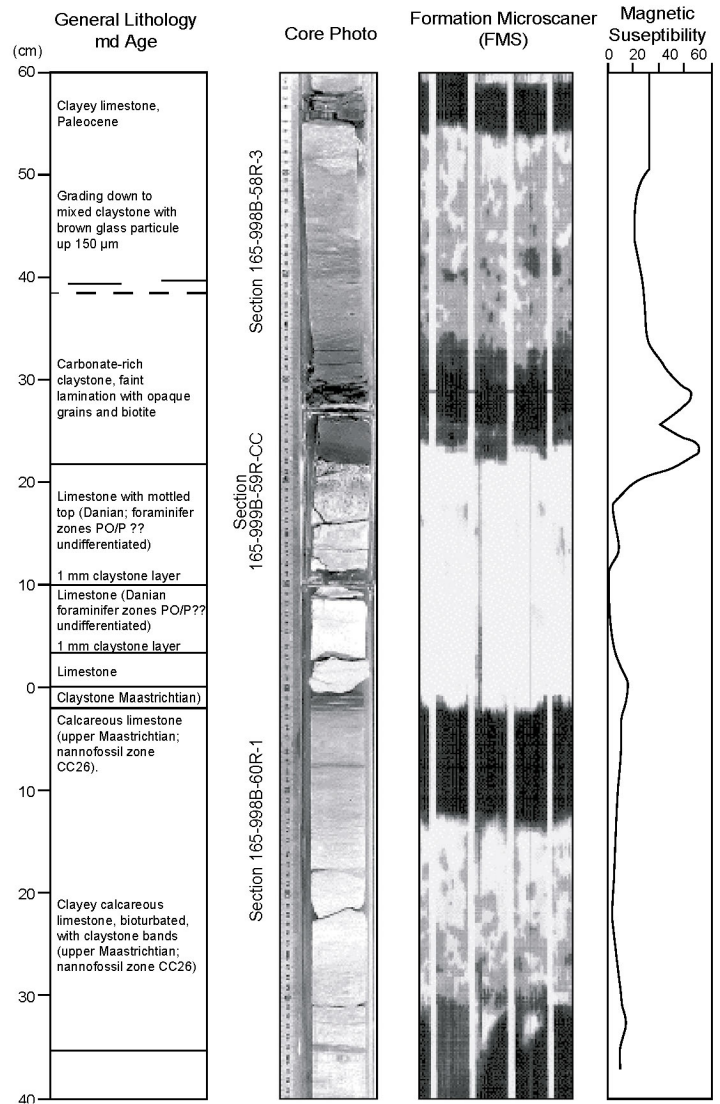 General Lithology
md Age
Core Photo
Formation Microscaner
(FMS)
Magnetic
Suseptibility
(cm)
0 20 40 60
60
50
40
30
20
10
0
10
20
30
40
Clayey limestone,
Paleocene
Grading down to
mixed claystone with
brown glass particule
up 150 µm
Carbonate-rich
claystone, faint
lamination with opaque
grains and biotite
Limestone with mottled
top (Danian; foraminifer
zones PO/P ??
undifferentiated)
1 mm claystone layer
Limestone (Danian
foraminifer zones PO/P??
undifferentiated)
1 mm claystone layer
Limestone
Claystone Maastrichtian)
Calcareous limestone
(upper Maastrichtian;
nannofossil zone
CC26).
Clayey calcareous
limestone, bioturbated,
with claystone bands
(upper Maastrichtian;
nannofossil zone CC26)
Section 165-998B-58R-3
Section
165-999B-59R-CC
Section 165-998B-60R-1